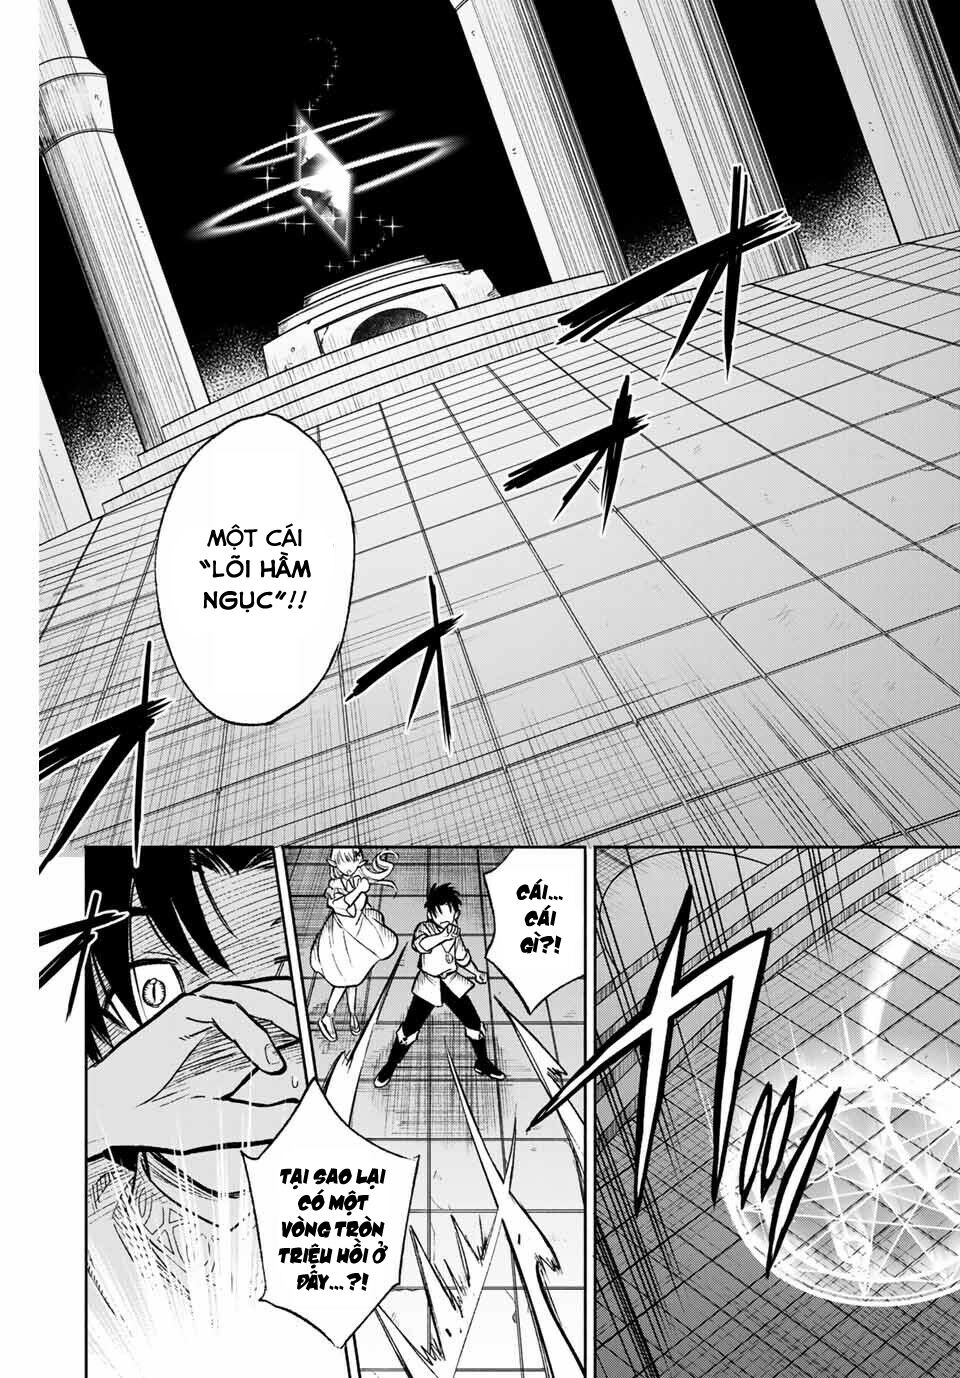 MỘT CÁI
“LÕI HẦM
NGỤC”!!
CÁI...
CÁI
GÌ?!
TẠI SAO LẠI
CÓ MỘT
VÒNG TRÒN
TRIỆU HỒI Ở
ĐÂY...?!